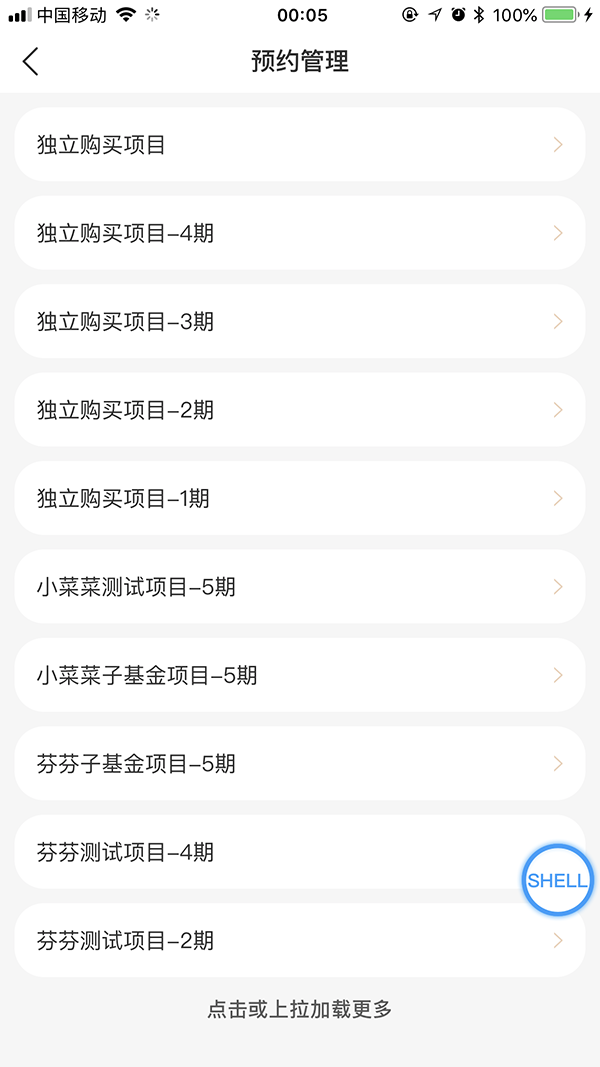 中国移动 00:05 100%
预约管理
独立购买项目
独立购买项目-4期
独立购买项目-3期
独立购买项目-2期
独立购买项目-1期
小菜菜测试项目-5期
小菜菜子基金项目-5期
芬芬子基金项目-5期
芬芬测试项目-4期
SHELL
芬芬测试项目-2期
点击或上拉加载更多